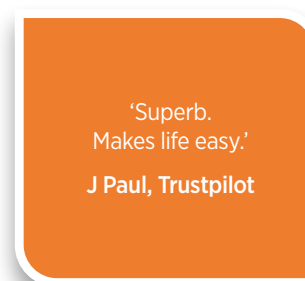 ‘Superb.
Makes life easy.’
J Paul, Trustpilot